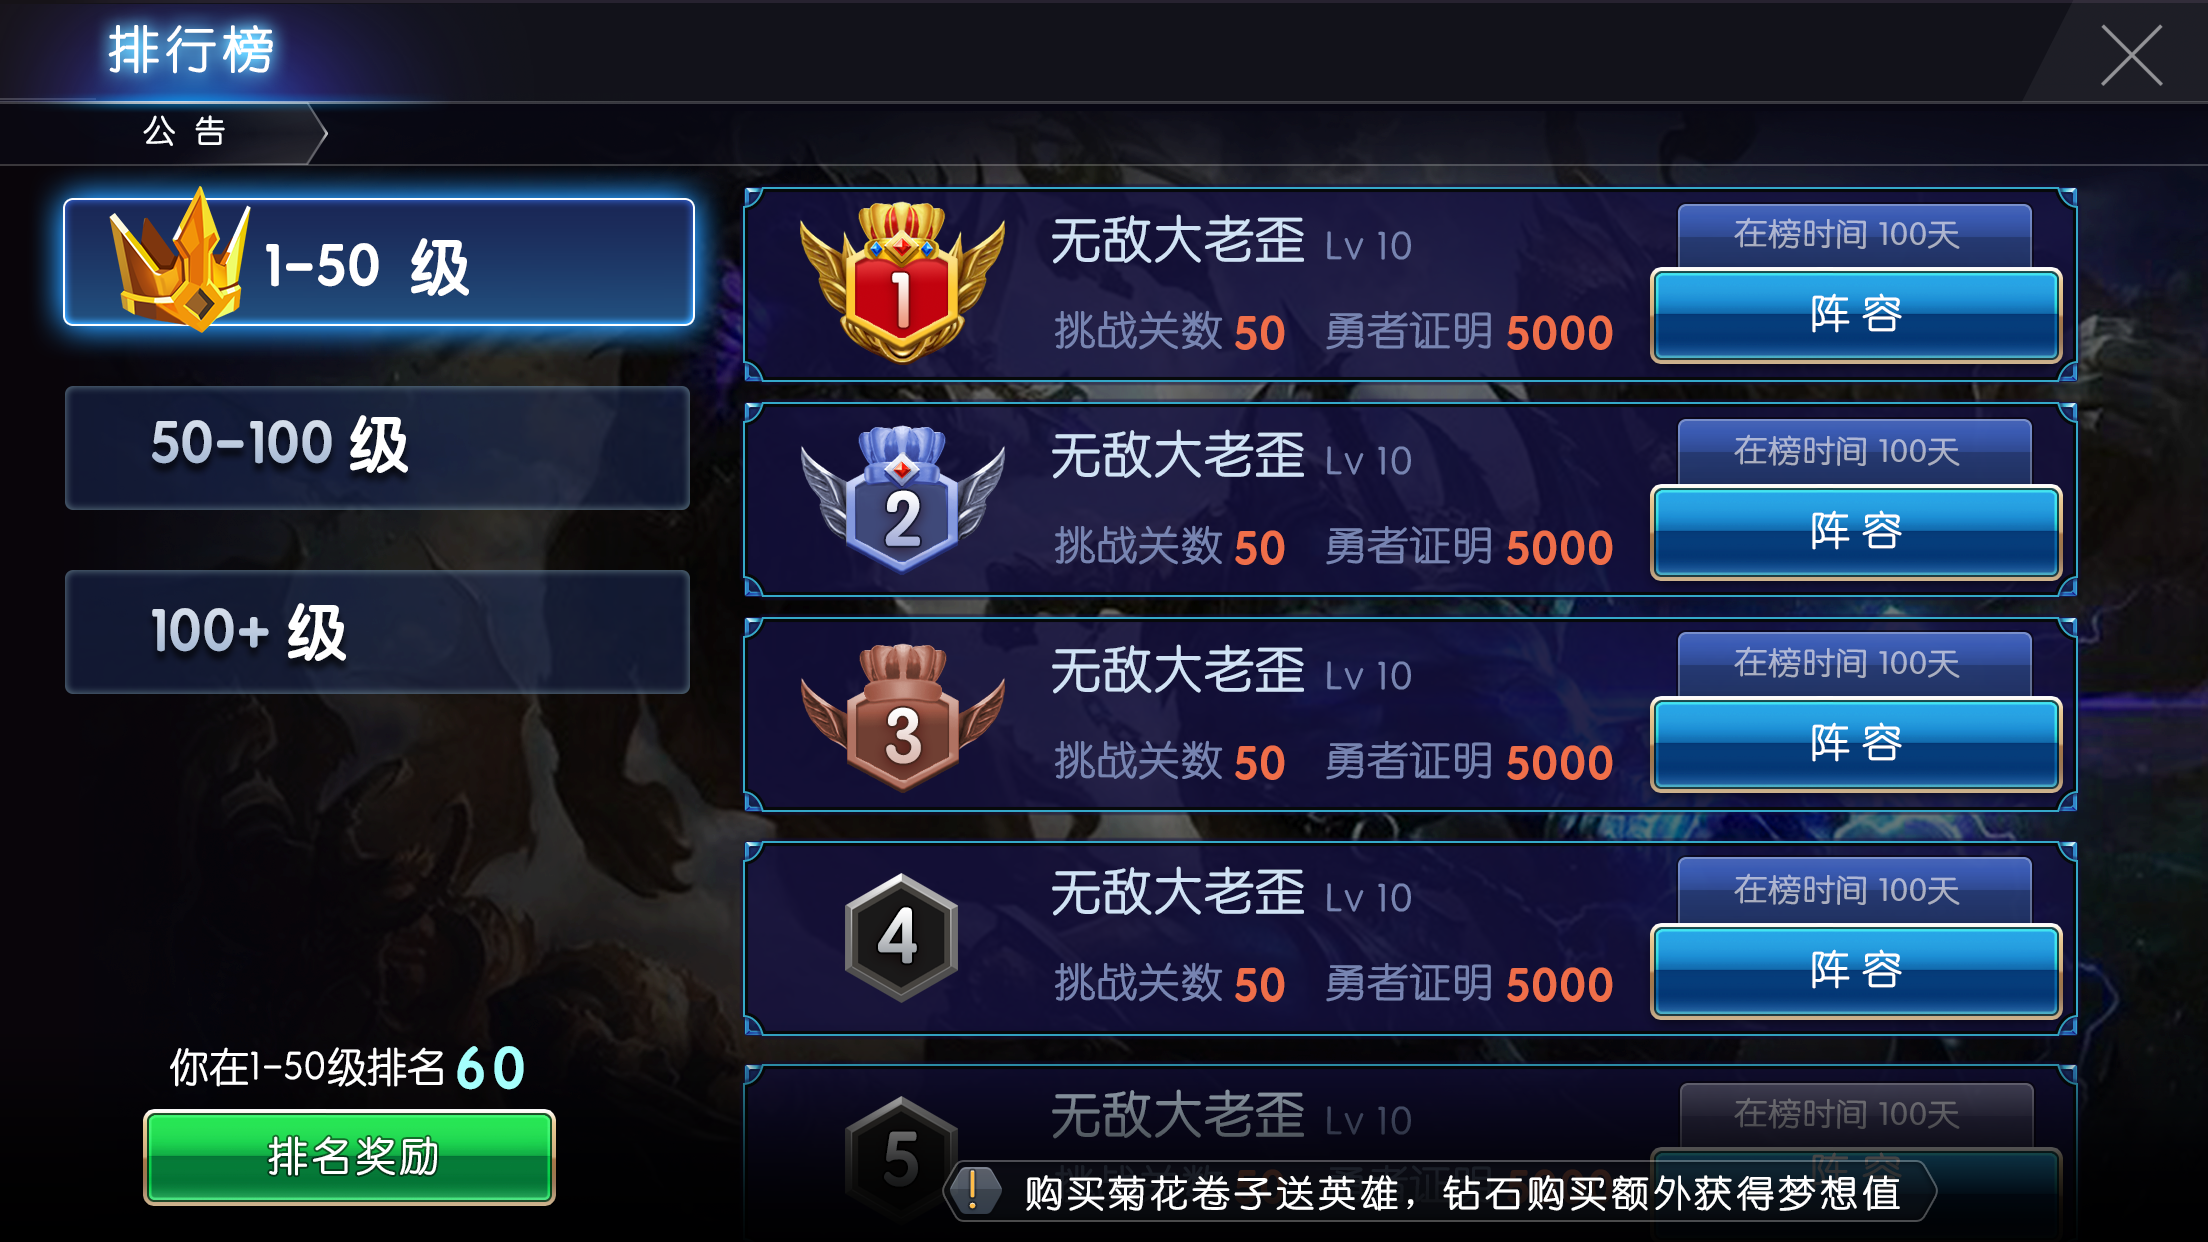 排行榜
公告
1-50 级
50-100 级
100+ 级
你在1-50级排名 60
排名奖励
1
无敌大老歪 Lv 10
挑战关数 50 勇者证明 5000
在榜时间 100天
阵容
2
无敌大老歪 Lv 10
挑战关数 50 勇者证明 5000
在榜时间 100天
阵容
3
无敌大老歪 Lv 10
挑战关数 50 勇者证明 5000
在榜时间 100天
阵容
4
无敌大老歪 Lv 10
挑战关数 50 勇者证明 5000
在榜时间 100天
阵容
5
无敌大老歪 Lv 10
在榜时间 100天
阵容
购买菊花卷子送英雄，钻石购买额外获得梦想值